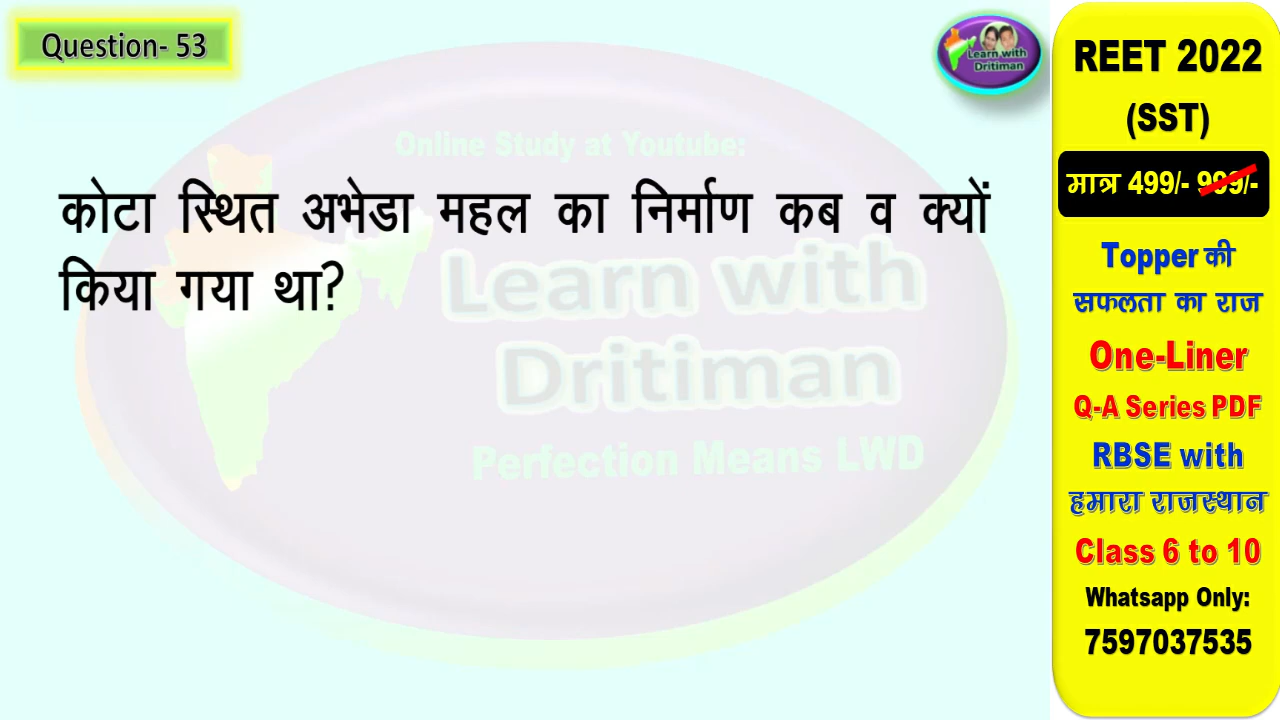 Question- 53
Learn with
Dritiman
Online Study at Youtube:
कोटा स्थित अभेडा महल का निर्माण कब व क्यों
किया गया था?
Learn with
Dritiman
Perfection Means LWD
REET 2022
(SST)
मात्र 499/- 999/-
Topper की
सफलता का राज
One-Liner
Q-A Series PDF
RBSE with
हमारा राजस्थान
Class 6 to 10
Whatsapp Only:
7597037535